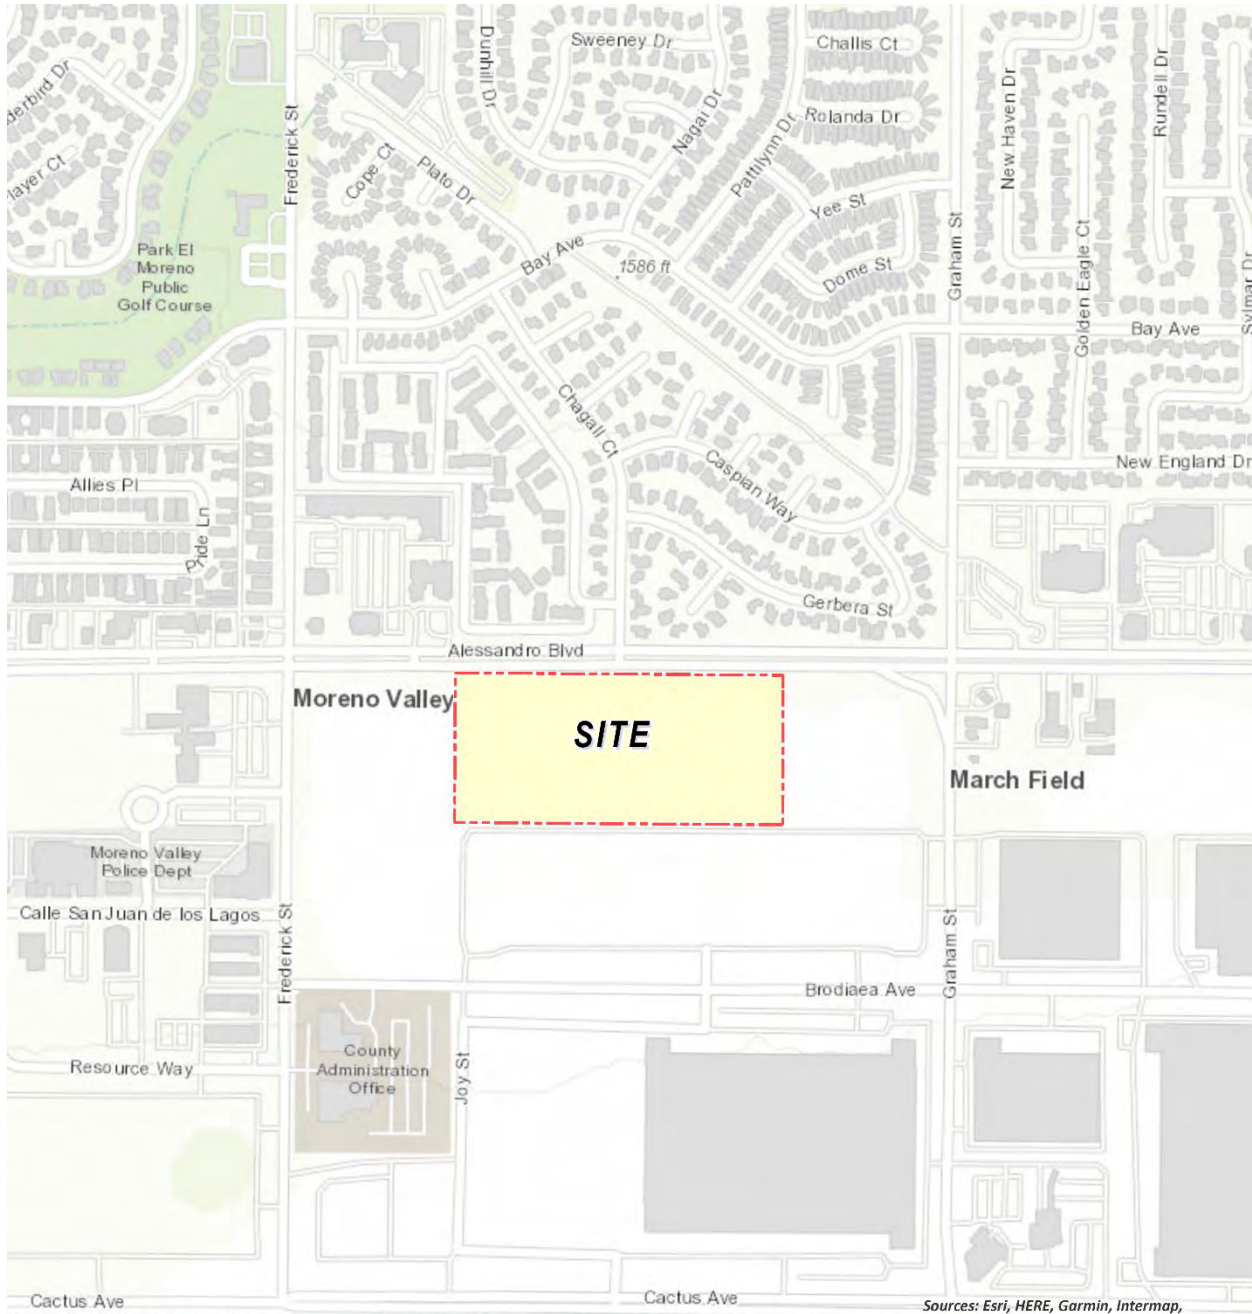 Sweeney Dr
Challis Ct
Dunhill Dr
Rundell Dr
New Haven Dr
derbird Dr
Rolanda Dr
Nagai Dr
Frederick St
Pattilynn Dr
Cope Ct
Plato Dr
layer Ct
Yee St
Graham St
Park El
Moreno
Public
Golf Course
Bay Ave
1586 ft
Dome St
Golden Eagle Ct
Sylmar Dr
Bay Ave
Chagall Ct
Caspian Way
New England Dr
Allies Pl
Pride Ln
Gerbera St
Alessandro Blvd
Moreno Valley
SITE
March Field
Moreno Valley
Police Dept
Calle San Juan de los Lagos
Frederick St
Graham St
Brodiaea Ave
County
Administration
Office
Resource Way
Joy St
Cactus Ave
Cactus Ave
Sources: Esri, HERE, Garmin, Intermap,